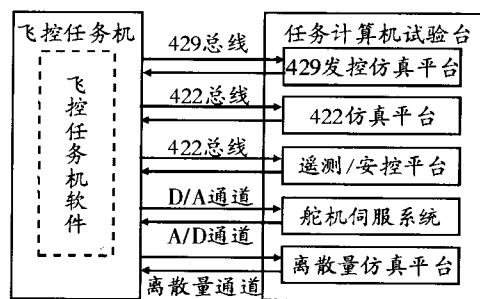 飞控任务机
飞控任务机软件
429总线
422总线
422总线
D/A通道
A/D通道
离散量通道
任务计算机试验台
429发控仿真平台
422仿真平台
遥测/安控平台
舵机伺服系统
离散量仿真平台